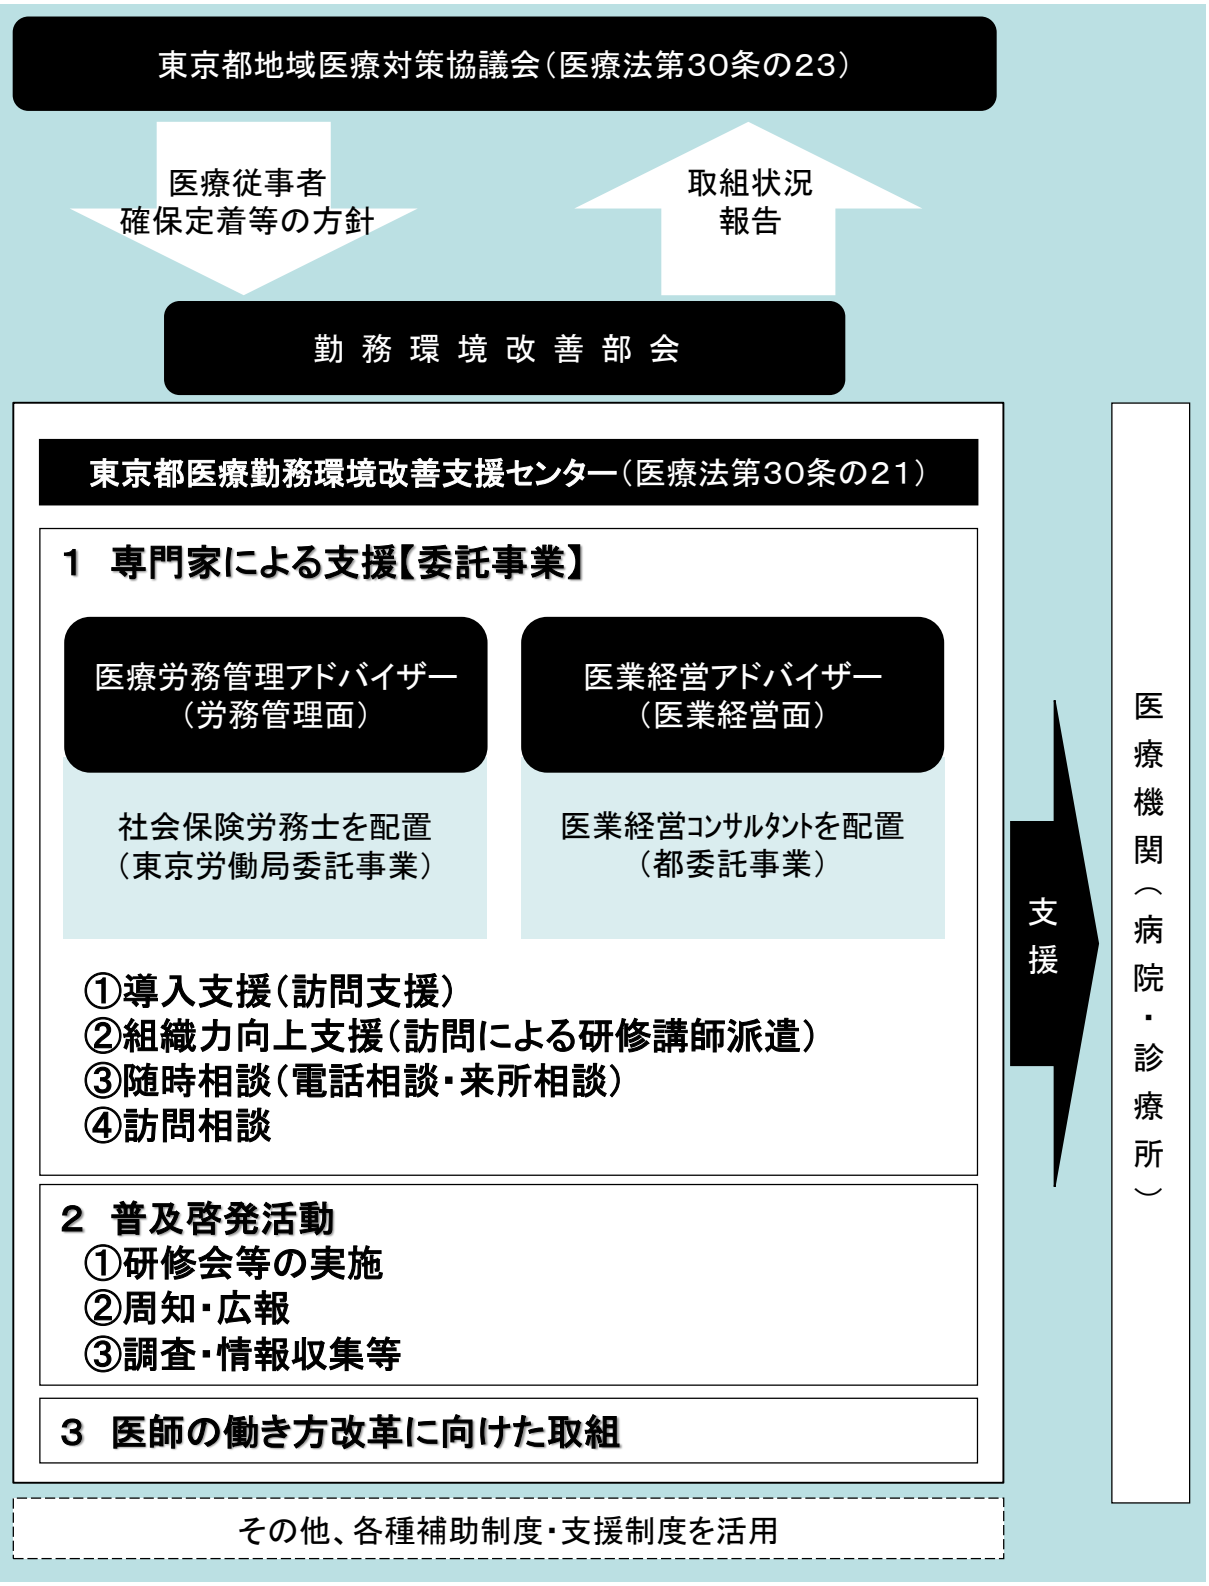 東京都地域医療対策協議会（医療法第30条の23）
医療従事者
確保定着等の方針
取組状況
報告
勤務環境改善部会
東京都医療勤務環境改善支援センター（医療法第30条の21）
1 専門家による支援【委託事業】
医療労務管理アドバイザー
（労務管理面）
医業経営アドバイザー
（医業経営面）
社会保険労務士を配置
（東京労働局委託事業）
医業経営ｺﾝｻﾙﾀﾝﾄを配置
（都委託事業）
①導入支援（訪問支援）
②組織力向上支援（訪問による研修講師派遣）
③随時相談（電話相談・来所相談）
④訪問相談
2 普及啓発活動
①研修会等の実施
②周知・広報
③調査・情報収集等
3 医師の働き方改革に向けた取組
その他、各種補助制度・支援制度を活用
支援
医療機関（病院・診療所）